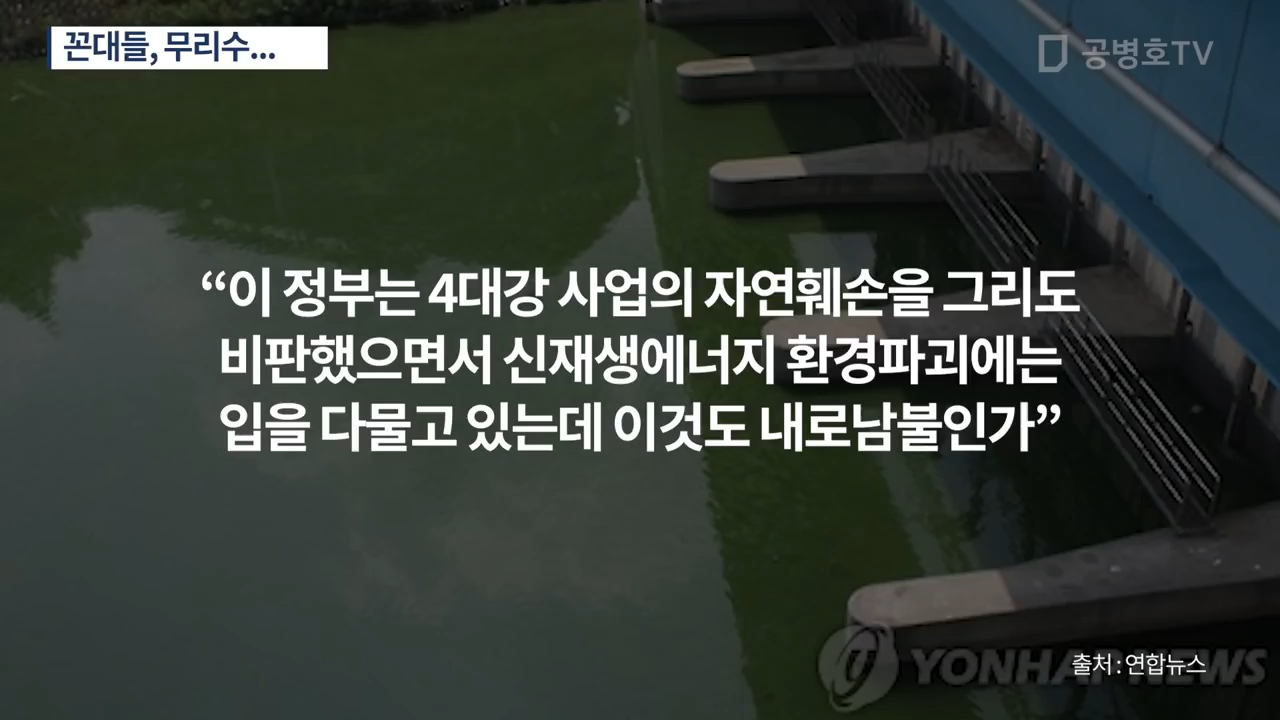 꼰대들, 무리수...
공병호TV
“이 정부는 4대강 사업의 자연훼손을 그리도
비판했으면서 신재생에너지 환경파괴에는
입을 다물고 있는데 이것도 내로남불인가”
YONHAP NEWS
출처 : 연합뉴스